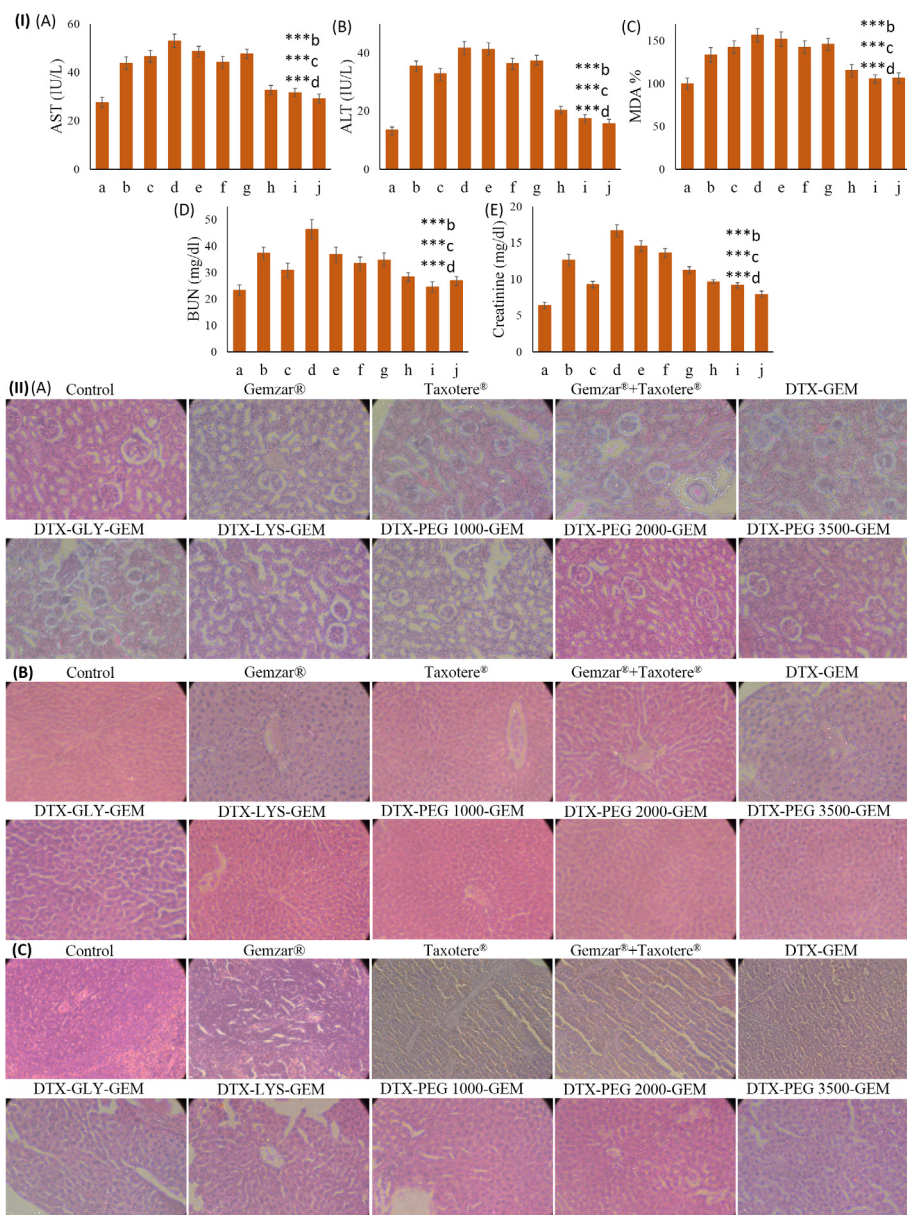 (I) (A)
60
40
20
0
AST (IU/L)
***b
***c
***d
a b c d e f g h i j
(B)
40
20
0
ALT (IU/L)
***b
***c
***d
a b c d e f g h i j
(C)
150
100
50
0
MDA %
***b
***c
***d
a b c d e f g h i j
(D)
50
40
30
20
10
0
BUN (mg/dl)
***b
***c
***d
a b c d e f g h i j
(E)
20
15
10
5
0
Creatinine (mg/dl)
***b
***c
***d
a b c d e f g h i j
(II) (A)
Control Gemzar® Taxotere® Gemzar®+Taxotere® DTX-GEM
DTX-GLY-GEM DTX-LYS-GEM DTX-PEG 1000-GEM DTX-PEG 2000-GEM DTX-PEG 3500-GEM
(B) Control Gemzar® Taxotere® Gemzar®+Taxotere® DTX-GEM
DTX-GLY-GEM DTX-LYS-GEM DTX-PEG 1000-GEM DTX-PEG 2000-GEM DTX-PEG 3500-GEM
(C) Control Gemzar® Taxotere® Gemzar®+Taxotere® DTX-GEM
DTX-GLY-GEM DTX-LYS-GEM DTX-PEG 1000-GEM DTX-PEG 2000-GEM DTX-PEG 3500-GEM